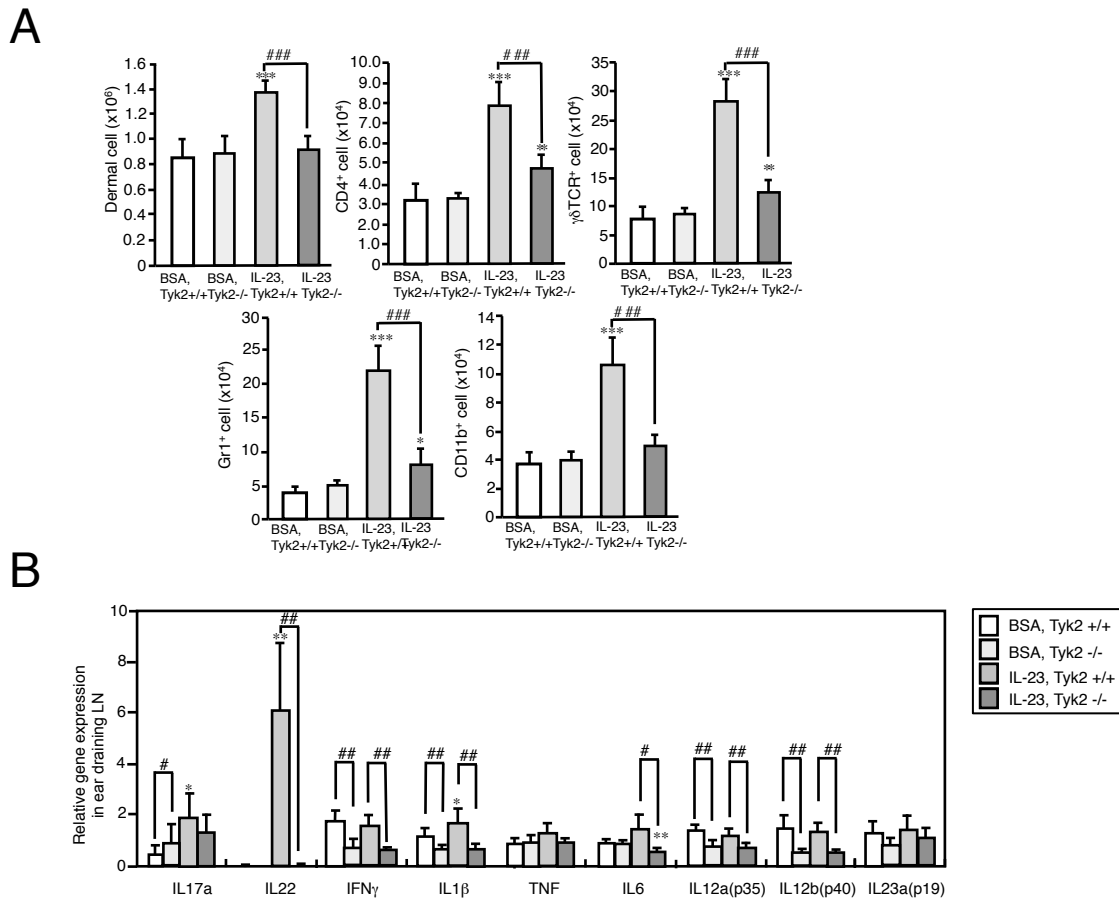 A
Dermal cell (x10⁶)
1.6
1.4
1.2
1.0
0.8
0.6
0.4
0.2
0
***
###
BSA, Tyk2+/+
BSA, Tyk2-/-
IL-23, Tyk2+/+
IL-23 Tyk2-/-
CD4⁺ cell (x10⁴)
10.0
9.0
8.0
7.0
6.0
5.0
4.0
3.0
2.0
1.0
0
***
# ##
**
BSA, Tyk2+/+
BSA, Tyk2-/-
IL-23, Tyk2+/+
IL-23 Tyk2-/-
γδTCR⁺ cell (x10⁴)
35
30
25
20
15
10
5
0
***
###
**
BSA, Tyk2+/+
BSA, Tyk2-/-
IL-23, Tyk2+/+
IL-23 Tyk2-/-
Gr1⁺ cell (x10⁴)
30
25
20
15
10
5
0
***
###
*
BSA, Tyk2+/+
BSA, Tyk2-/-
IL-23, Tyk2+/+
IL-23 Tyk2-/-
CD11b⁺ cell (x10⁴)
14
12
10
8
6
4
2
0
***
# ##
BSA, Tyk2+/+
BSA, Tyk2-/-
IL-23, Tyk2+/+
IL-23 Tyk2-/-
B
Relative gene expression
in ear draining LN
10
8
6
4
2
0
#
*
**
##
##
##
##
*
##
#
**
##
##
##
##
IL17a
IL22
IFNγ
IL1β
TNF
IL6
IL12a(p35)
IL12b(p40)
IL23a(p19)
BSA, Tyk2 +/+
BSA, Tyk2 -/-
IL-23, Tyk2 +/+
IL-23, Tyk2 -/-